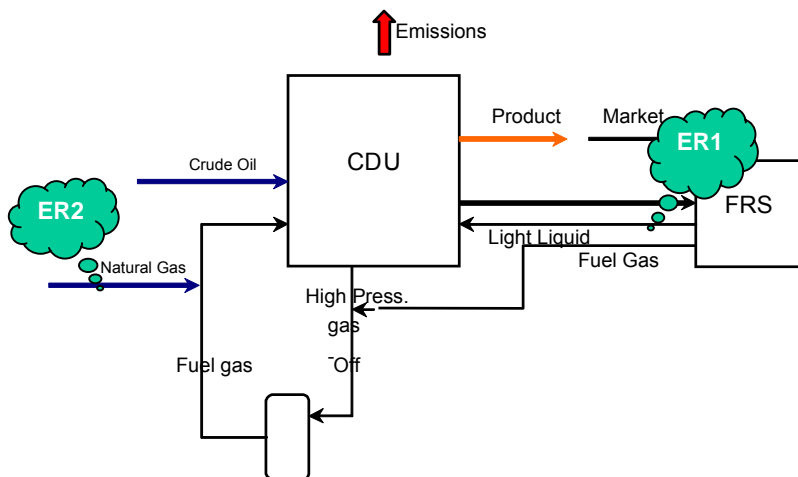 Emissions
Product
Market
ER1
CDU
Crude Oil
ER2
FRS
Light Liquid
Natural Gas
Fuel Gas
High Press.
gas
-Off
Fuel gas